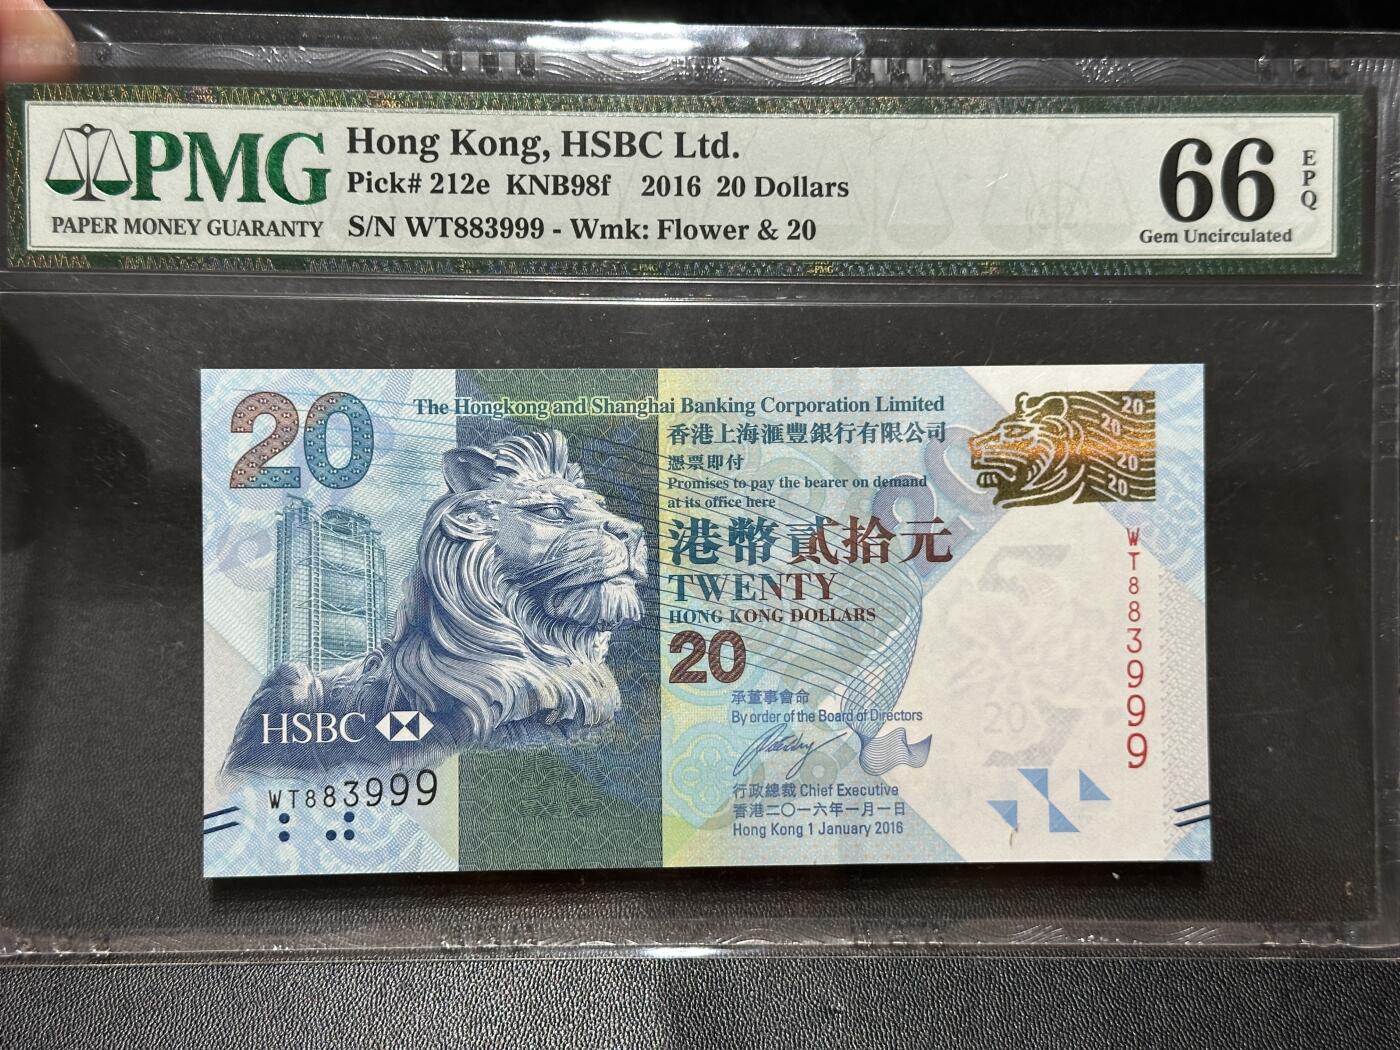 PMG
PAPER MONEY GUARANTY
Hong Kong, HSBC Ltd.
Pick# 212e KNB98f 2016 20 Dollars
S/N WT883999 - Wmk: Flower & 20
66
EPQ
Gem Uncirculated
20
The Hongkong and Shanghai Banking Corporation Limited
香港上海滙豐銀行有限公司
憑票即付
Promises to pay the bearer on demand
at its office here
港幣貳拾元
TWENTY
HONG KONG DOLLARS
20
承董事會命
By order of the Board of Directors
行政總裁 Chief Executive
香港二〇一六年一月一日
Hong Kong 1 January 2016
HSBC
WT883999
20
20
20
20
WT883999
20